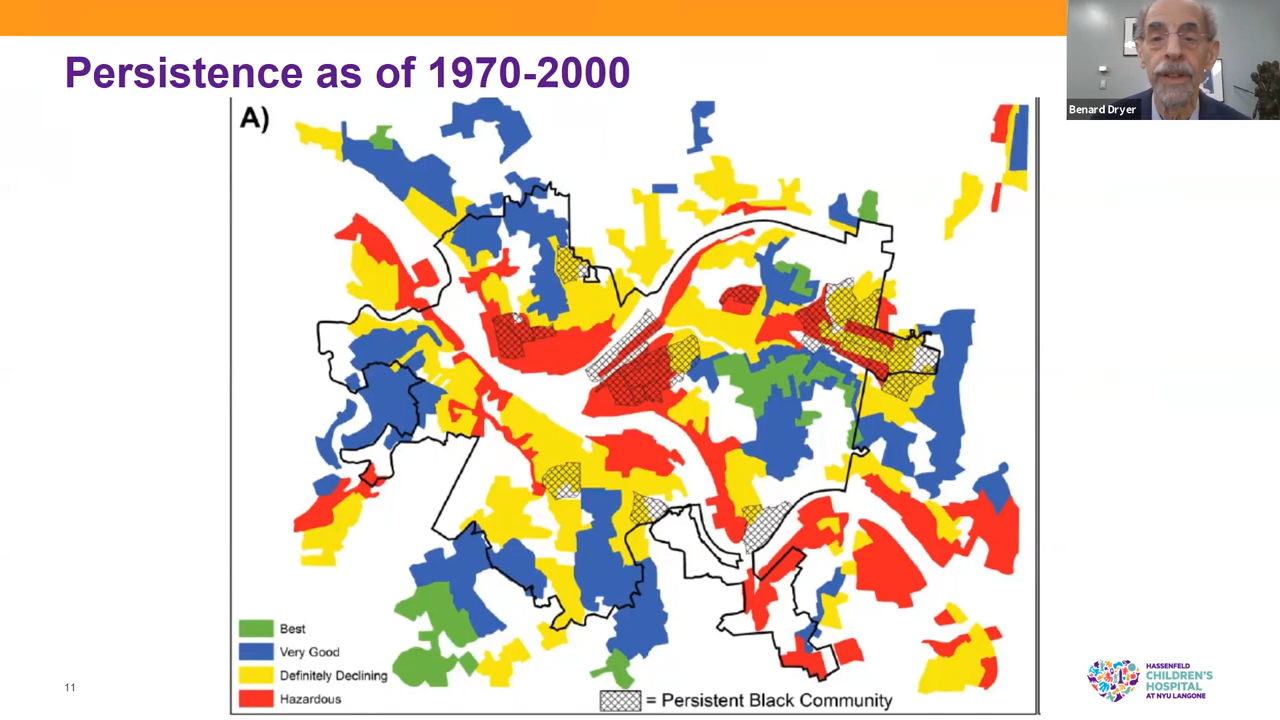 Persistence as of 1970-2000
Benard Dryer
A)
Best
Very Good
Definitely Declining
Hazardous
= Persistent Black Community
11
HASSENFELD
CHILDREN'S
HOSPITAL
AT NYU LANGONE